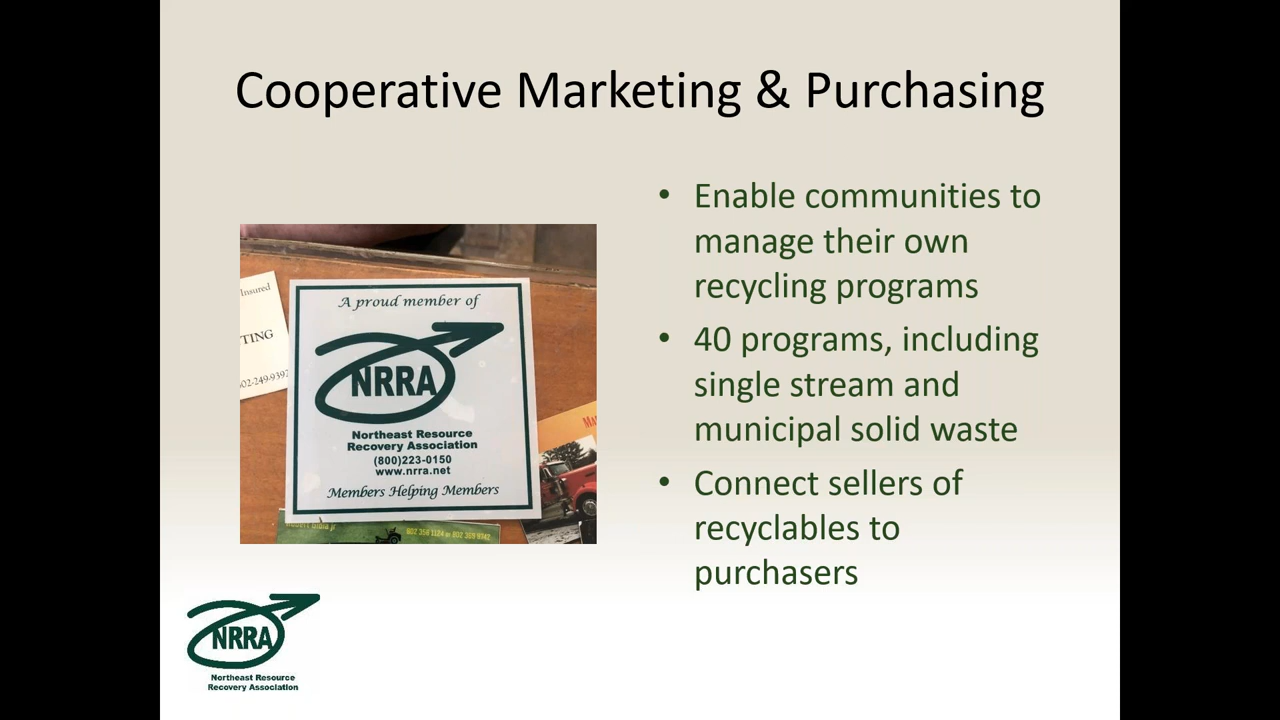 Cooperative Marketing & Purchasing
• Enable communities to
manage their own
recycling programs
• 40 programs, including
single stream and
municipal solid waste
• Connect sellers of
recyclables to
purchasers
Insured
TING
802-249-939
A proud member of
NRRA
Northeast Resource
Recovery Association
(800)223-0150
www.nrra.net
Members Helping Members
NRRA
Northeast Resource
Recovery Association